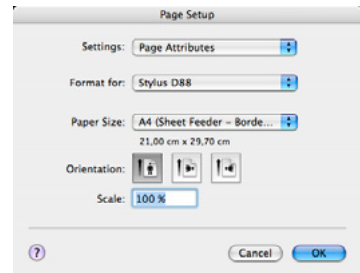 Page Setup
Settings: Page Attributes
Format for: Stylus D88
Paper Size: A4 (Sheet Feeder – Borde...
21,00 cm x 29,70 cm
Orientation:
Scale: 100 %
? Cancel OK